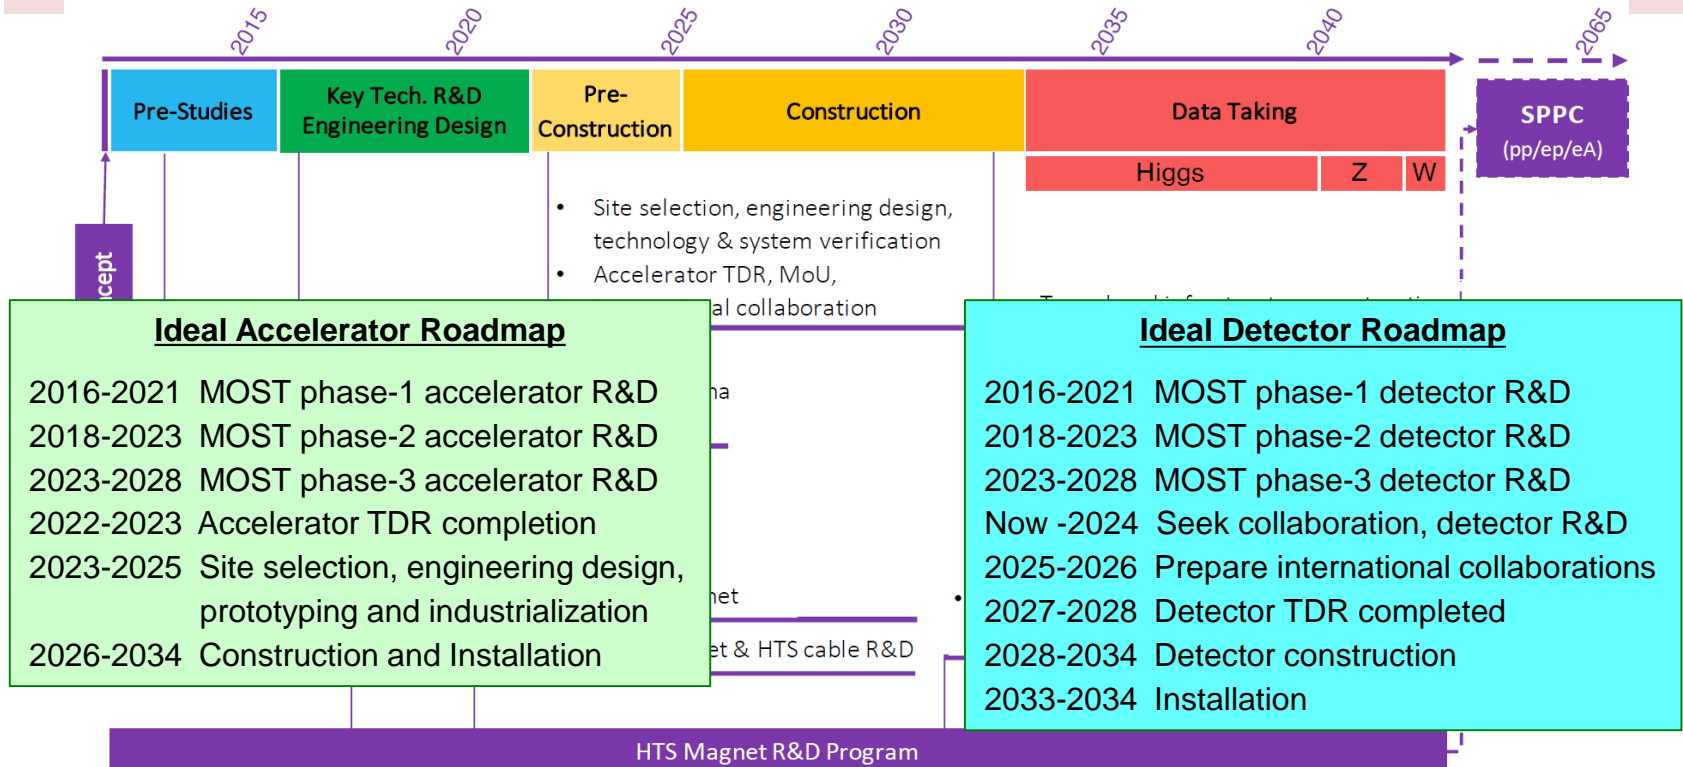 2015 2020 2025 2030 2035 2040 2065
Pre-Studies
Key Tech. R&D
Engineering Design
Pre-
Construction
Construction
Data Taking
SPPC
(pp/ep/eA)
Higgs Z W
• Site selection, engineering design,
technology & system verification
• Accelerator TDR, MoU,
collaboration
Ideal Accelerator Roadmap
2016-2021 MOST phase-1 accelerator R&D
2018-2023 MOST phase-2 accelerator R&D
2023-2028 MOST phase-3 accelerator R&D
2022-2023 Accelerator TDR completion
2023-2025 Site selection, engineering design,
prototyping and industrialization
2026-2034 Construction and Installation
& HTS cable R&D
Ideal Detector Roadmap
2016-2021 MOST phase-1 detector R&D
2018-2023 MOST phase-2 detector R&D
2023-2028 MOST phase-3 detector R&D
Now -2024 Seek collaboration, detector R&D
2025-2026 Prepare international collaborations
2027-2028 Detector TDR completed
2028-2034 Detector construction
2033-2034 Installation
HTS Magnet R&D Program